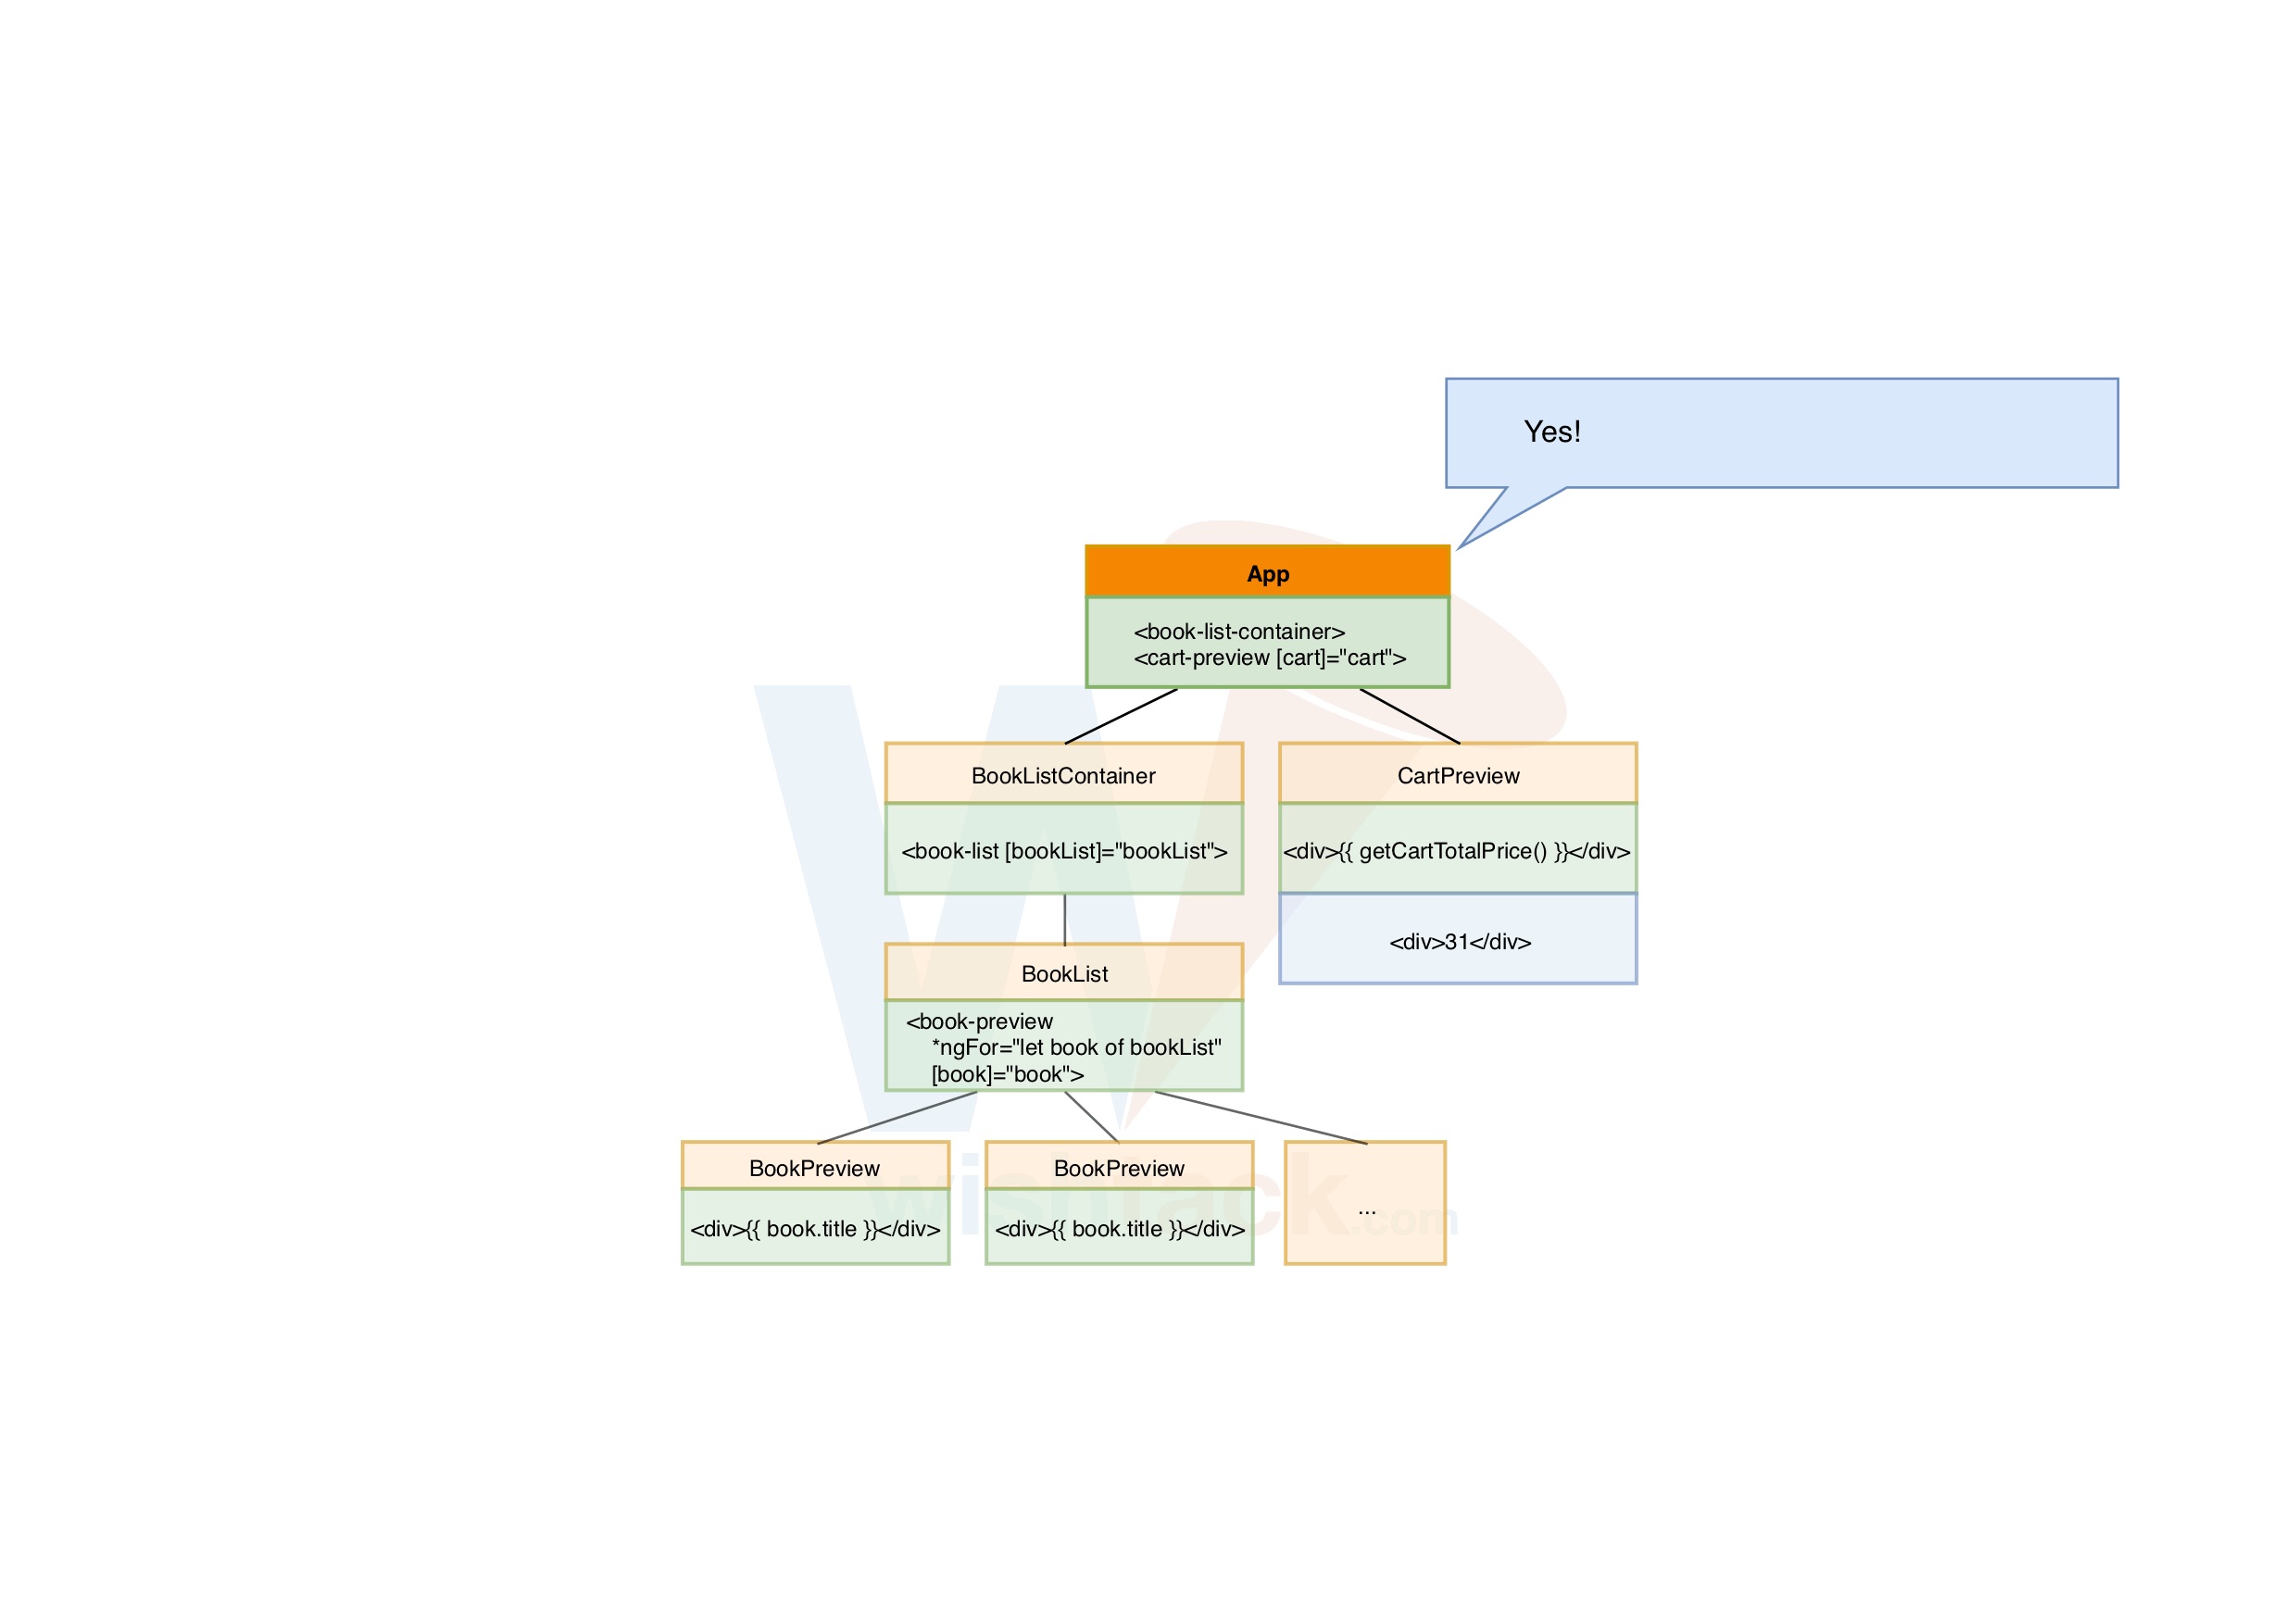 Yes!
App
<book-list-container>
<cart-preview [cart]="cart">
BookListContainer
<book-list [bookList]="bookList">
CartPreview
<div>{{ getCartTotalPrice() }}</div>
<div>31</div>
BookList
<book-preview
*ngFor="let book of bookList"
[book]="book">
BookPreview
<div>{{ book.title }}</div>
BookPreview
<div>{{ book.title }}</div>
...
wishtack.com